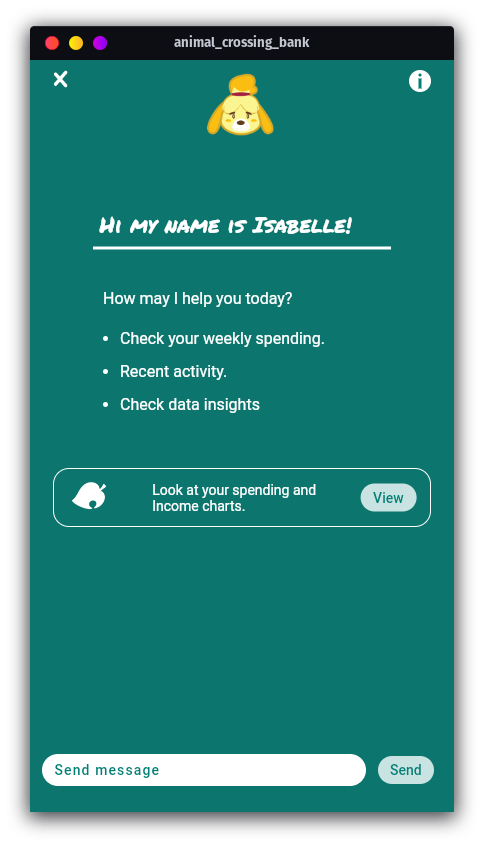 animal_crossing_bank
Hi my name is Isabelle!
How may I help you today?
• Check your weekly spending.
• Recent activity.
• Check data insights
Look at your spending and
Income charts.
View
Send message
Send